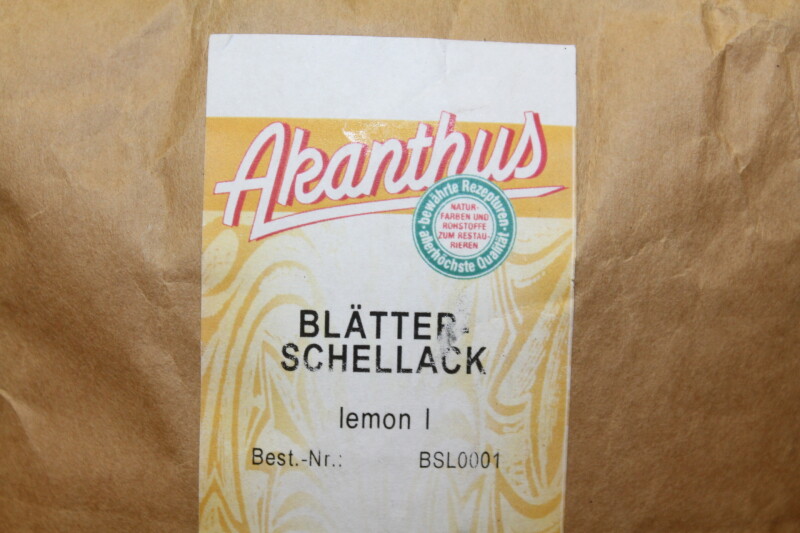 Akanthus
· bewährte Rezepturen ·
allerhöchste Qualität
NATUR-
FARBEN UND
ROHSTOFFE
ZUM RESTAU-
RIEREN
BLÄTTER-
SCHELLACK
lemon I
Best.-Nr.: BSL0001